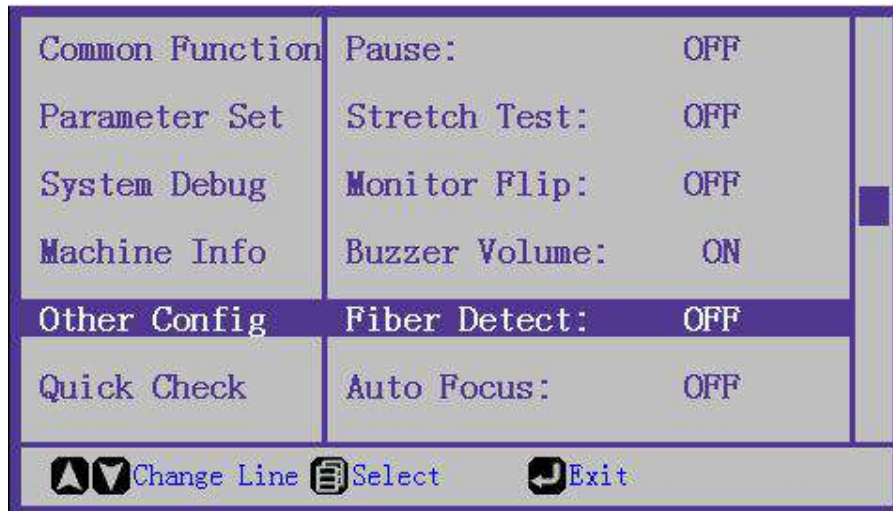 Common Function Pause: OFF
Parameter Set Stretch Test: OFF
System Debug Monitor Flip: OFF
Machine Info Buzzer Volume: ON
Other Config Fiber Detect: OFF
Quick Check Auto Focus: OFF
Change Line Select Exit